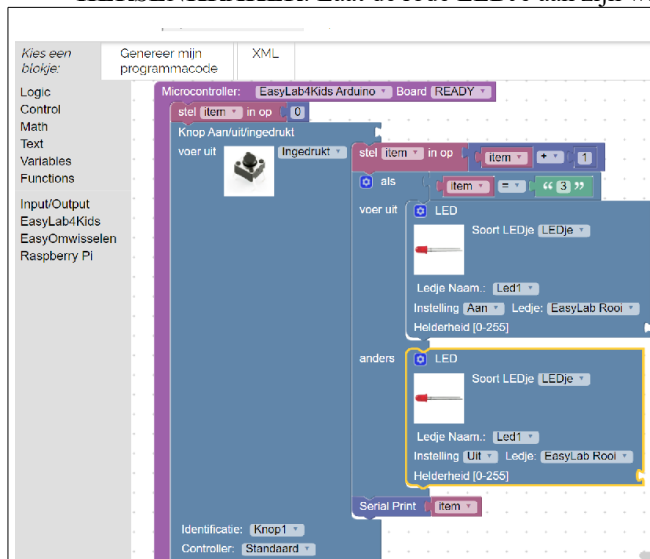 Kies een
blokje:
Genereer mijn
programmacode
XML
Logic
Control
Math
Text
Variables
Functions
Input/Output
EasyLab4Kids
EasyOmwisselen
Raspberry Pi
Microcontroller: EasyLab4Kids Arduino Board READY
stel item in op 0
Knop Aan/uit/ingedrukt
voer uit Ingedrukt stel item in op item + 1
als item = “ 3 ”
voer uit LED
Soort LEDje LEDje
Ledje Naam.: Led1
Instelling Aan Ledje: EasyLab Rooi
Helderheid [0-255]
anders LED
Soort LEDje LEDje
Ledje Naam.: Led1
Instelling Uit Ledje: EasyLab Rooi
Helderheid [0-255]
Serial Print item
Identificatie: Knop1
Controller: Standaard